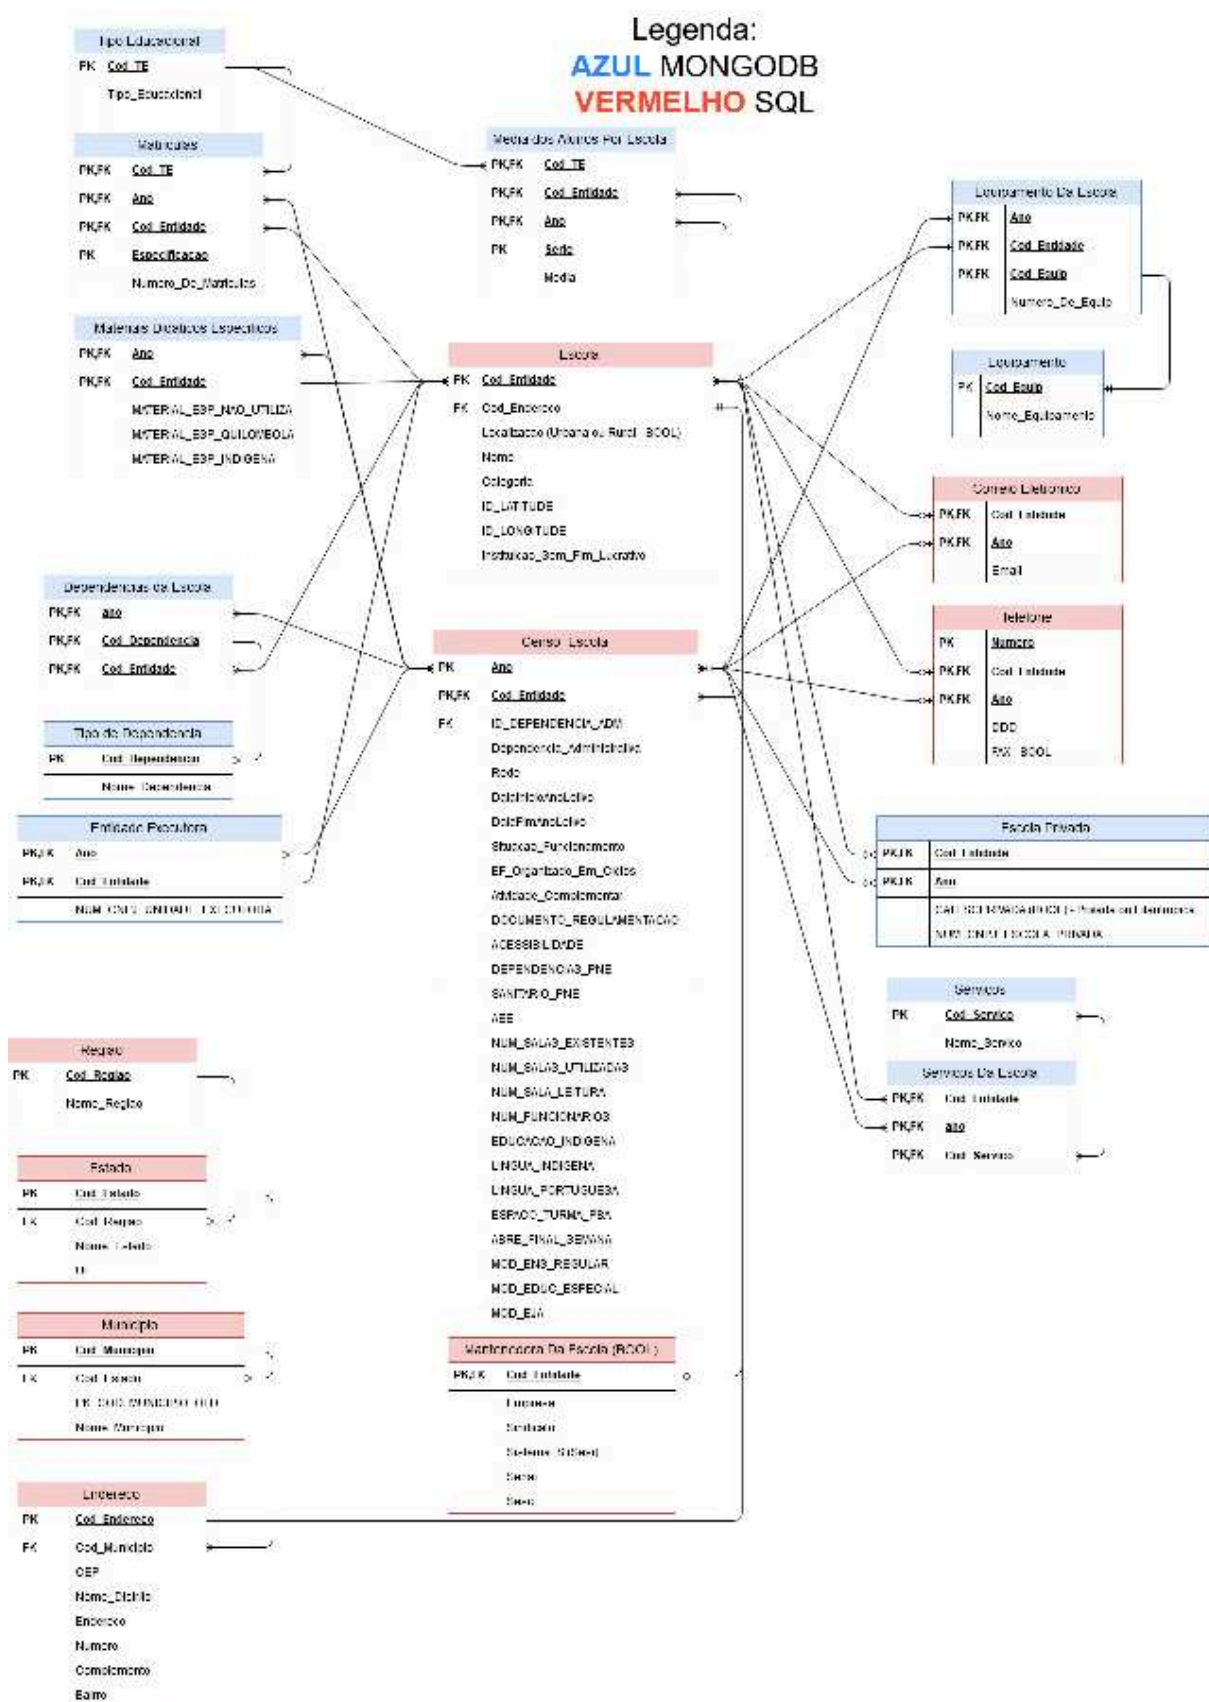 Legenda:
AZUL MONGODB
VERMELHO SQL
Tipo Educacional
PK Cod_TE
Tipo_Educacional
Matriculas
PK,FK Cod_TE
PK,FK Ano
PK,FK Cod_Entidade
PK Especificacao
Numero_De_Matriculas
Media dos Alunos Por Escola
PK,FK Cod_TE
PK,FK Cod_Entidade
PK,FK Ano
PK Serie
Media
Equipamento Da Escola
PK,FK Ano
PK,FK Cod_Entidade
PK,FK Cod_Equip
Numero_De_Equip
Materiais Didaticos Especificos
PK,FK Ano
PK,FK Cod_Entidade
MATERIAL_ESP_NAO_UTILIZA
MATERIAL_ESP_QUILOMBOLA
MATERIAL_ESP_INDIGENA
Escola
PK Cod_Entidade
FK Cod_Endereco
Localizacao (Urbana ou Rural - BOOL)
Nome
Categoria
ID_LATITUDE
ID_LONGITUDE
Instituicao_Sem_Fim_Lucrativo
Equipamento
PK Cod_Equip
Nome_Equipamento
Correio Eletronico
PK,FK Cod_Entidade
PK,FK Ano
Email
Dependencias da Escola
PK,FK ano
PK,FK Cod_Dependencia
PK,FK Cod_Entidade
Telefone
PK Numero
PK,FK Cod_Entidade
PK,FK Ano
DDD
FAX - BOOL
Tipo de Dependencia
PK Cod_Dependencia
Nome_Dependencia
Entidade Executora
PK,FK Ano
PK,FK Cod_Entidade
NUM_CNPJ_UNIDADE_EXECUTORA
Censo_Escola
PK Ano
PK,FK Cod_Entidade
FK ID_DEPENDENCIA_ADM
Dependencia_Administrativa
Rede
DataInicioAnoLetivo
DataFimAnoLetivo
Situacao_Funcionamento
EF_Organizado_Em_Ciclos
Atividade_Complementar
DOCUMENTO_REGULAMENTACAO
ACESSIBILIDADE
DEPENDENCIAS_PNE
SANITARIO_PNE
AEE
NUM_SALAS_EXISTENTES
NUM_SALAS_UTILIZADAS
NUM_SALA_LEITURA
NUM_FUNCIONARIOS
EDUCACAO_INDIGENA
LINGUA_INDIGENA
LINGUA_PORTUGUESA
ESPACO_TURMA_PBA
ABRE_FINAL_SEMANA
MOD_ENS_REGULAR
MOD_EDUC_ESPECIAL
MOD_EJA
Escola Privada
PK,FK Cod_Entidade
PK,FK Ano
NUM_CNPJ_ESCOLA_PRIVADA
Servicos
PK Cod_Servico
Nome_Servico
Servicos Da Escola
PK,FK Cod_Entidade
PK,FK ano
PK,FK Cod_Servico
Regiao
PK Cod_Regiao
Nome_Regiao
Estado
PK Cod_Estado
FK Cod_Regiao
Nome_Estado
UF
Municipio
PK Cod_Municipio
FK Cod_Estado
Nome_Municipio
Mantenedora Da Escola (BOOL)
PK,FK Cod_Entidade
Empresa
Sindicato
Senai
Sesc
Endereco
PK Cod_Endereco
FK Cod_Municipio
CEP
Nome_Distrito
Endereco
Numero
Complemento
Bairro